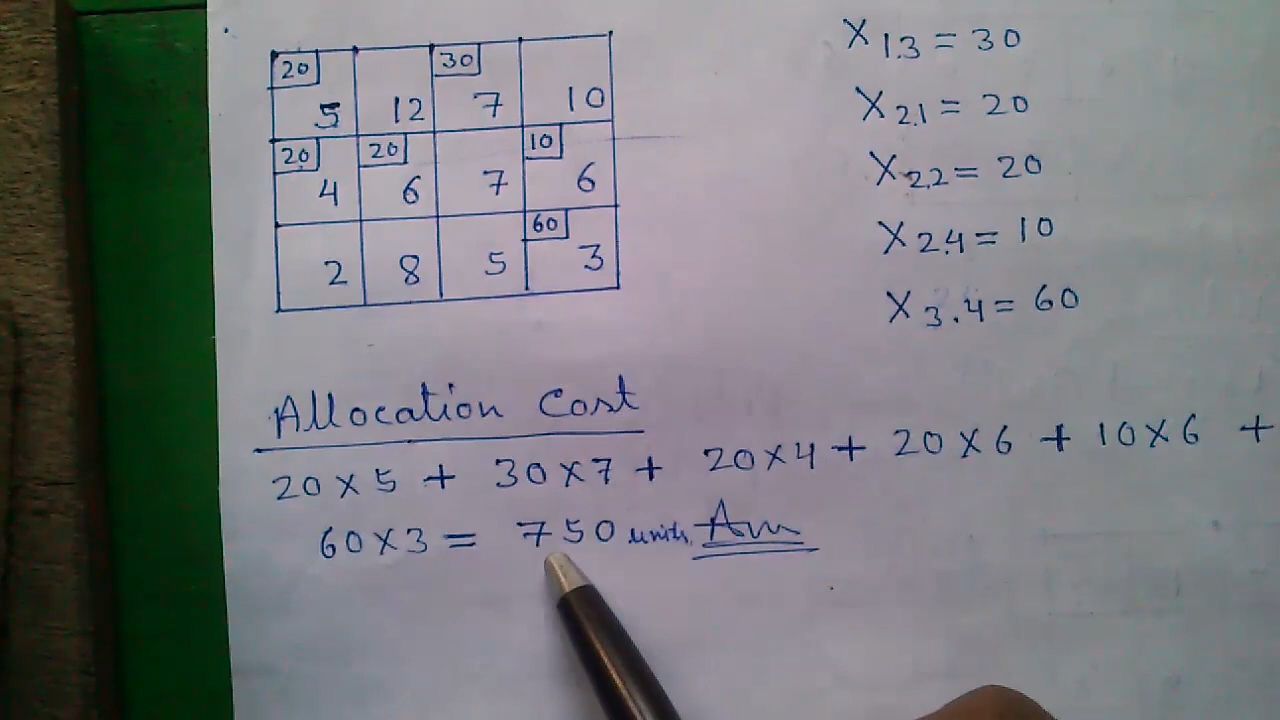 20 30
5 12 7 10
20 20 10
4 6 7 6
60
2 8 5 3
X1.3 = 30
X2.1 = 20
X2.2 = 20
X2.4 = 10
X3.4 = 60
Allocation Cost
20 × 5 + 30 × 7 + 20 × 4 + 20 × 6 + 10 × 6 +
60 × 3 = 750 units Ans